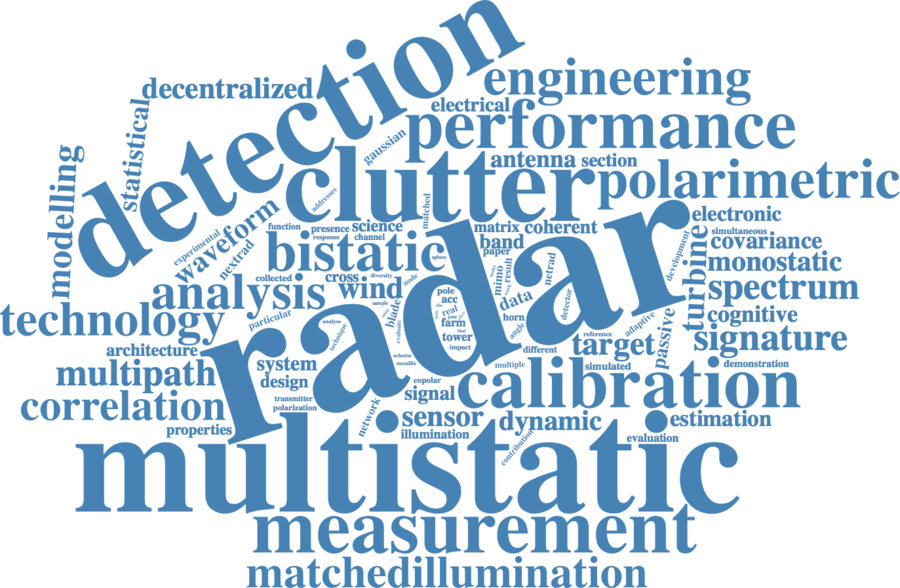 detection
engineering
decentralized
electrical
performance
statistical
gaussian
modelling
antenna
section
clutter
polarimetric
addresses
matched
electronic
waveform
experimental
nextrad
function
presence
science
response
channel
matrix
coherent
simultaneous
covariance
bistatic
band
paper
sphere
development
turbine
monostatic
radar
collected
cross
diversity
node
mimo
result
netrad
spectrum
analysis
wind
sample
blade
evaluate
pole
acc
real
data
detector
horn
angle
farm
tower
impact
technology
particular
analyse
technique
reference
adaptive
cognitive
passive
signature
target
architecture
scheme
metallic
different
multiple
simulated
demonstration
multipath
system
design
copolar
signal
calibration
correlation
transmitter
polarization
network
sensor
dynamic
estimation
properties
illumination
contribution
evaluation
multistatic
measurement
matchedillumination